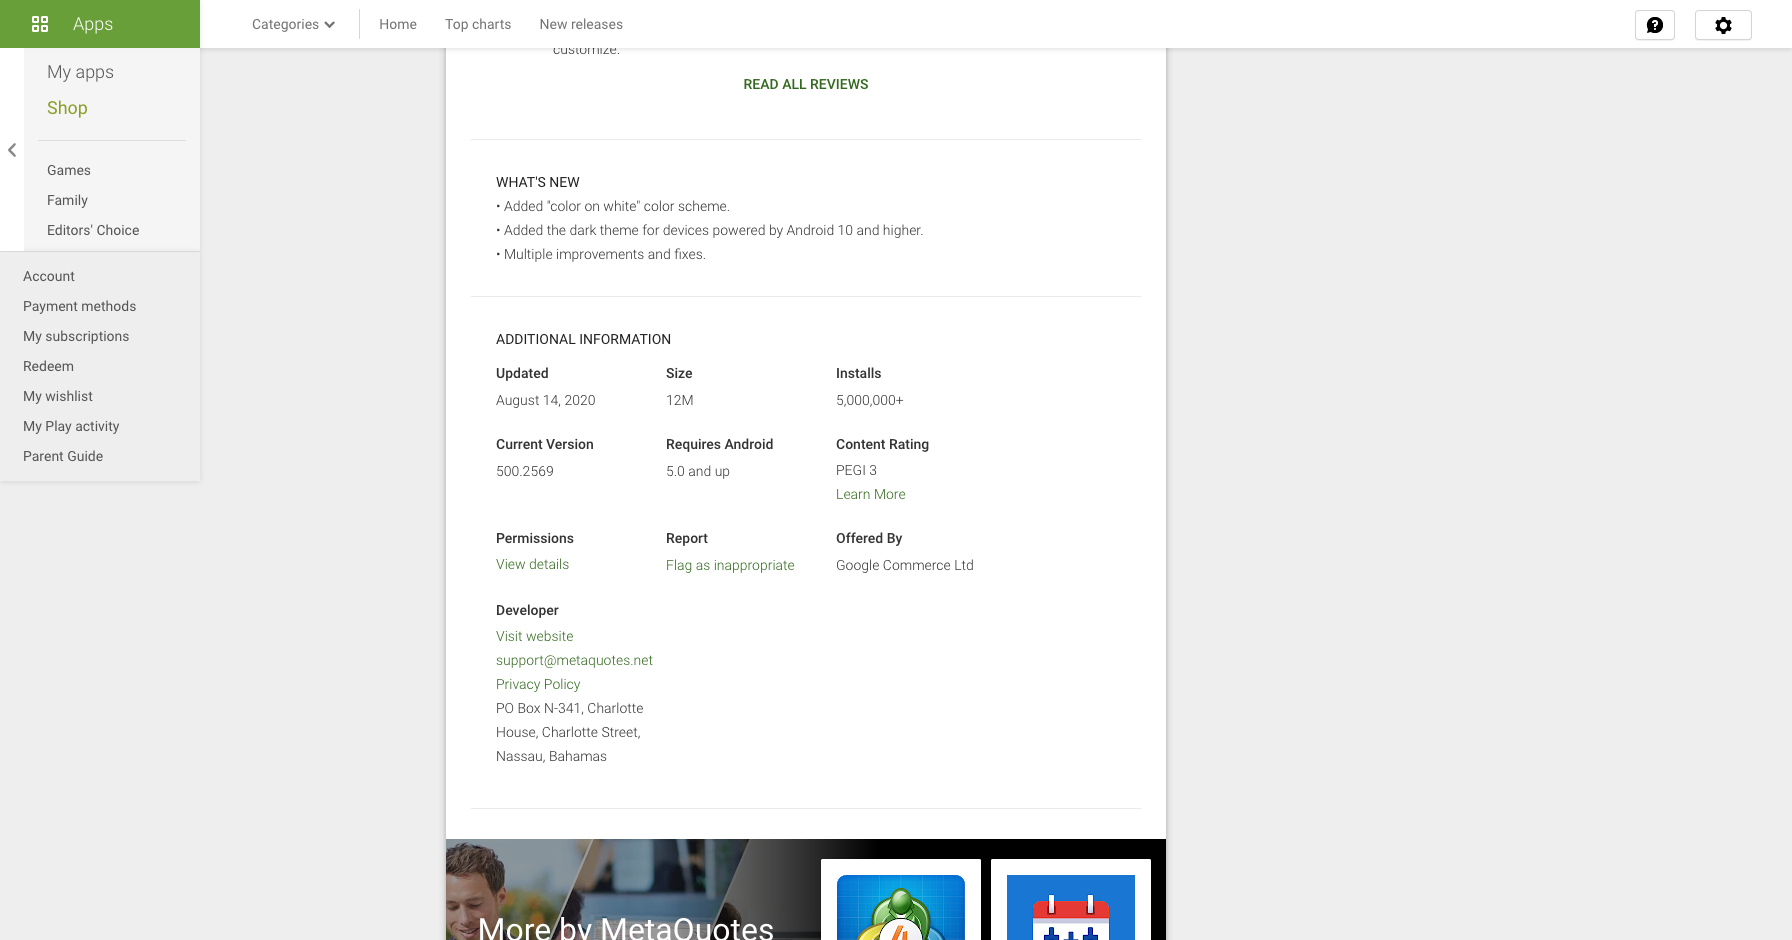 Apps
Categories
Home
Top charts
New releases
My apps
Shop
Games
Family
Editors' Choice
Account
Payment methods
My subscriptions
Redeem
My wishlist
My Play activity
Parent Guide
customize.
READ ALL REVIEWS
WHAT'S NEW
• Added "color on white" color scheme.
• Added the dark theme for devices powered by Android 10 and higher.
• Multiple improvements and fixes.
ADDITIONAL INFORMATION
Updated
August 14, 2020
Size
12M
Installs
5,000,000+
Current Version
500.2569
Requires Android
5.0 and up
Content Rating
PEGI 3
Learn More
Permissions
View details
Report
Flag as inappropriate
Offered By
Google Commerce Ltd
Developer
Visit website
support@metaquotes.net
Privacy Policy
PO Box N-341, Charlotte
House, Charlotte Street,
Nassau, Bahamas
More by MetaQuotes
4